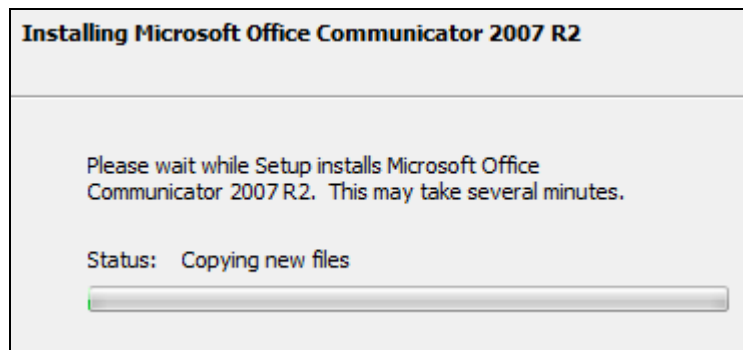 Installing Microsoft Office Communicator 2007 R2
Please wait while Setup installs Microsoft Office
Communicator 2007 R2. This may take several minutes.
Status: Copying new files